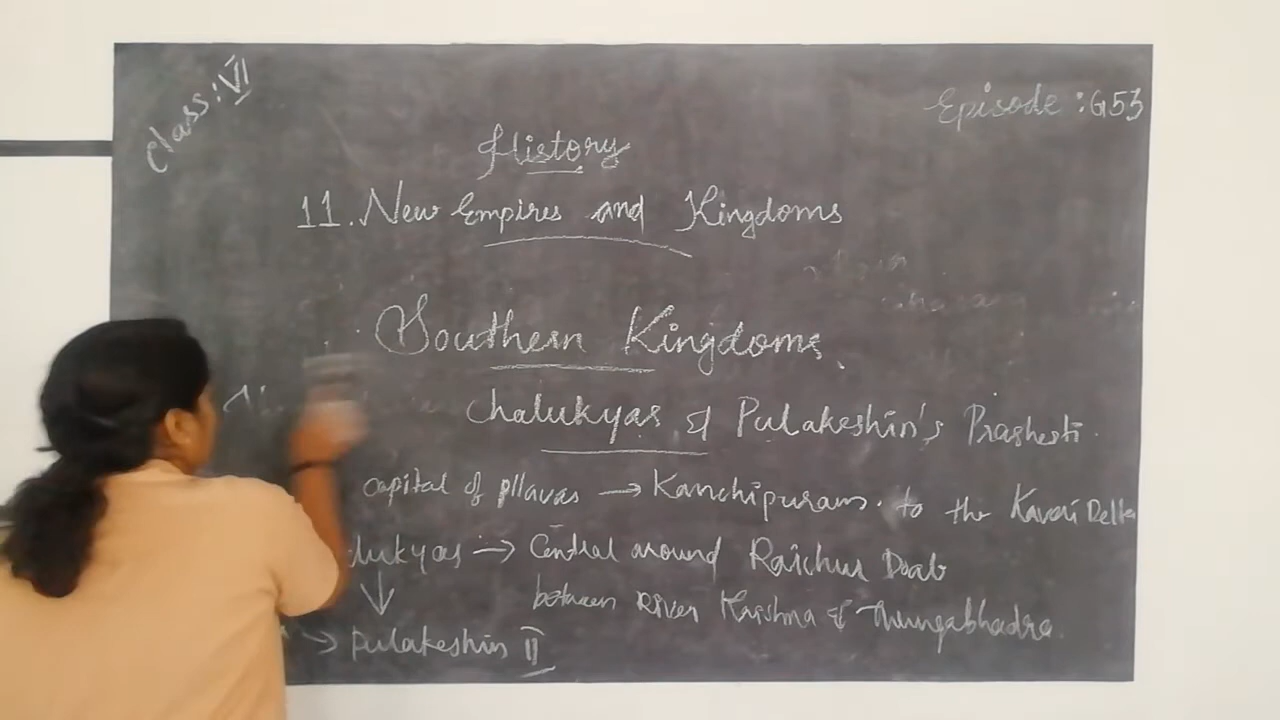 Class: VI
Episode: G53
History
11. New Empires and Kingdoms
Southern Kingdoms
Chalukyas & Pulakeshin's Prashesti.
capital of pllavas → Kanchipuram. to the Kaveri Delta
lukyas → Central around Raichur Doab
between River Krishna & Thungabhadra.
→ Pulakeshin II